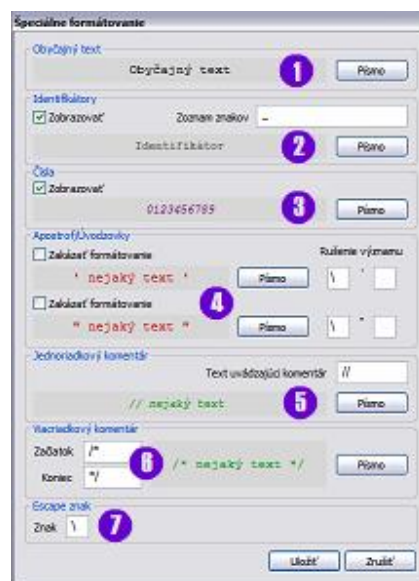 Špeciálne formátovanie
Obyčajný text
Obyčajný text
1
Písmo
Identifikátory
Zobrazovať
Zoznam znakov
_
Identifikátor
2
Písmo
Čísla
Zobrazovať
0123456789
3
Písmo
Apostrof/Úvodzovky
Zakázať formátovanie
Rušenie významu
' nejaký text '
Písmo
\ '
4
Zakázať formátovanie
" nejaký text "
Písmo
\ "
Jednoriadkový komentár
Text uvádzajúci komentár
//
// nejaký text
5
Písmo
Viacriadkový komentár
Začiatok /*
6
/* nejaký text */
Písmo
Koniec */
Escape znak
Znak \
7
Uložiť
Zrušiť